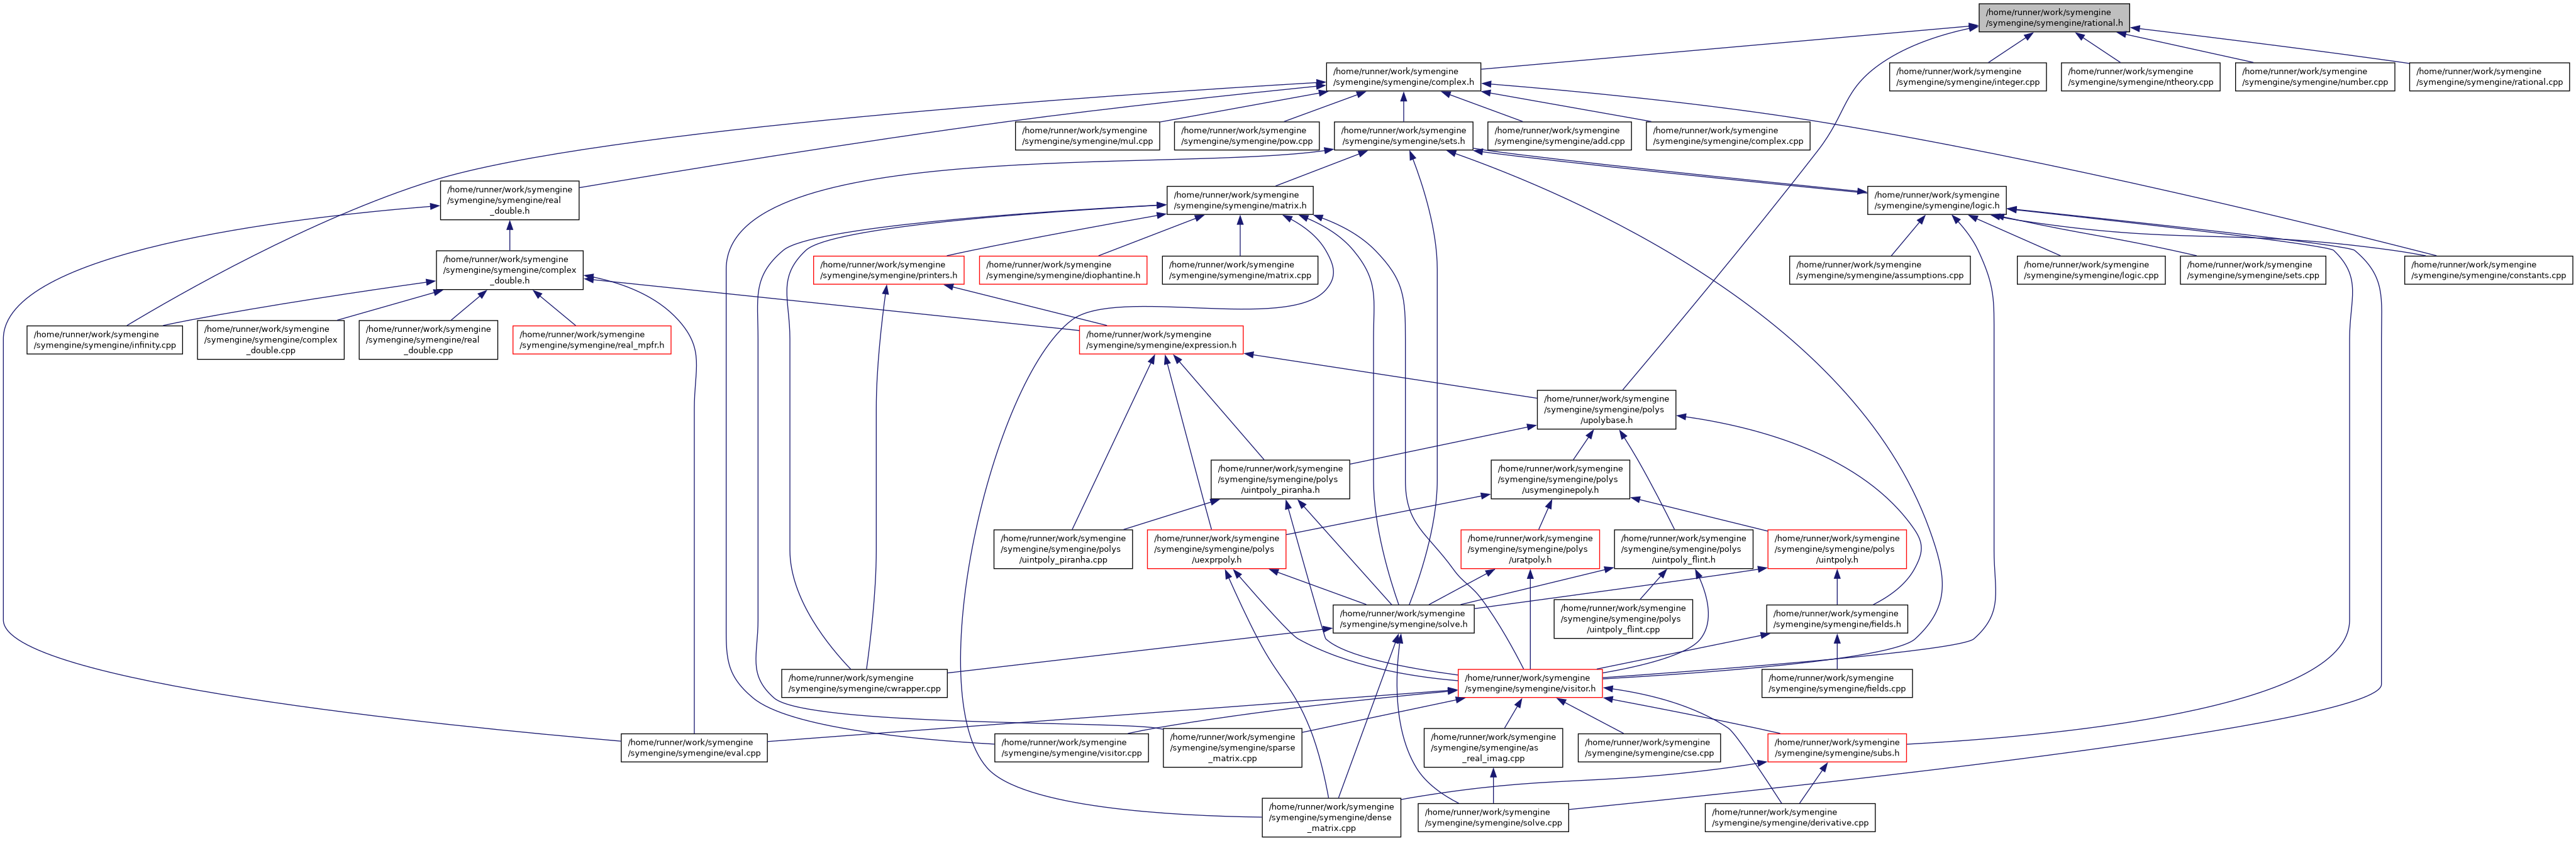 /home/runner/work/symengine
/symengine/symengine/rational.h
/home/runner/work/symengine
/symengine/symengine/complex.h
/home/runner/work/symengine
/symengine/symengine/integer.cpp
/home/runner/work/symengine
/symengine/symengine/ntheory.cpp
/home/runner/work/symengine
/symengine/symengine/number.cpp
/home/runner/work/symengine
/symengine/symengine/rational.cpp
/home/runner/work/symengine
/symengine/symengine/mul.cpp
/home/runner/work/symengine
/symengine/symengine/pow.cpp
/home/runner/work/symengine
/symengine/symengine/sets.h
/home/runner/work/symengine
/symengine/symengine/add.cpp
/home/runner/work/symengine
/symengine/symengine/complex.cpp
/home/runner/work/symengine
/symengine/symengine/real
_double.h
/home/runner/work/symengine
/symengine/symengine/matrix.h
/home/runner/work/symengine
/symengine/symengine/logic.h
/home/runner/work/symengine
/symengine/symengine/complex
_double.h
/home/runner/work/symengine
/symengine/symengine/printers.h
/home/runner/work/symengine
/symengine/symengine/diophantine.h
/home/runner/work/symengine
/symengine/symengine/matrix.cpp
/home/runner/work/symengine
/symengine/symengine/assumptions.cpp
/home/runner/work/symengine
/symengine/symengine/logic.cpp
/home/runner/work/symengine
/symengine/symengine/sets.cpp
/home/runner/work/symengine
/symengine/symengine/constants.cpp
/home/runner/work/symengine
/symengine/symengine/infinity.cpp
/home/runner/work/symengine
/symengine/symengine/complex
_double.cpp
/home/runner/work/symengine
/symengine/symengine/real
_double.cpp
/home/runner/work/symengine
/symengine/symengine/real_mpfr.h
/home/runner/work/symengine
/symengine/symengine/expression.h
/home/runner/work/symengine
/symengine/symengine/polys
/upolybase.h
/home/runner/work/symengine
/symengine/symengine/polys
/uintpoly_piranha.h
/home/runner/work/symengine
/symengine/symengine/polys
/usymenginepoly.h
/home/runner/work/symengine
/symengine/symengine/polys
/uintpoly_piranha.cpp
/home/runner/work/symengine
/symengine/symengine/polys
/uexprpoly.h
/home/runner/work/symengine
/symengine/symengine/polys
/uratpoly.h
/home/runner/work/symengine
/symengine/symengine/polys
/uintpoly_flint.h
/home/runner/work/symengine
/symengine/symengine/polys
/uintpoly.h
/home/runner/work/symengine
/symengine/symengine/solve.h
/home/runner/work/symengine
/symengine/symengine/polys
/uintpoly_flint.cpp
/home/runner/work/symengine
/symengine/symengine/fields.h
/home/runner/work/symengine
/symengine/symengine/cwrapper.cpp
/home/runner/work/symengine
/symengine/symengine/visitor.h
/home/runner/work/symengine
/symengine/symengine/fields.cpp
/home/runner/work/symengine
/symengine/symengine/eval.cpp
/home/runner/work/symengine
/symengine/symengine/visitor.cpp
/home/runner/work/symengine
/symengine/symengine/sparse
_matrix.cpp
/home/runner/work/symengine
/symengine/symengine/as
_real_imag.cpp
/home/runner/work/symengine
/symengine/symengine/cse.cpp
/home/runner/work/symengine
/symengine/symengine/subs.h
/home/runner/work/symengine
/symengine/symengine/dense
_matrix.cpp
/home/runner/work/symengine
/symengine/symengine/solve.cpp
/home/runner/work/symengine
/symengine/symengine/derivative.cpp